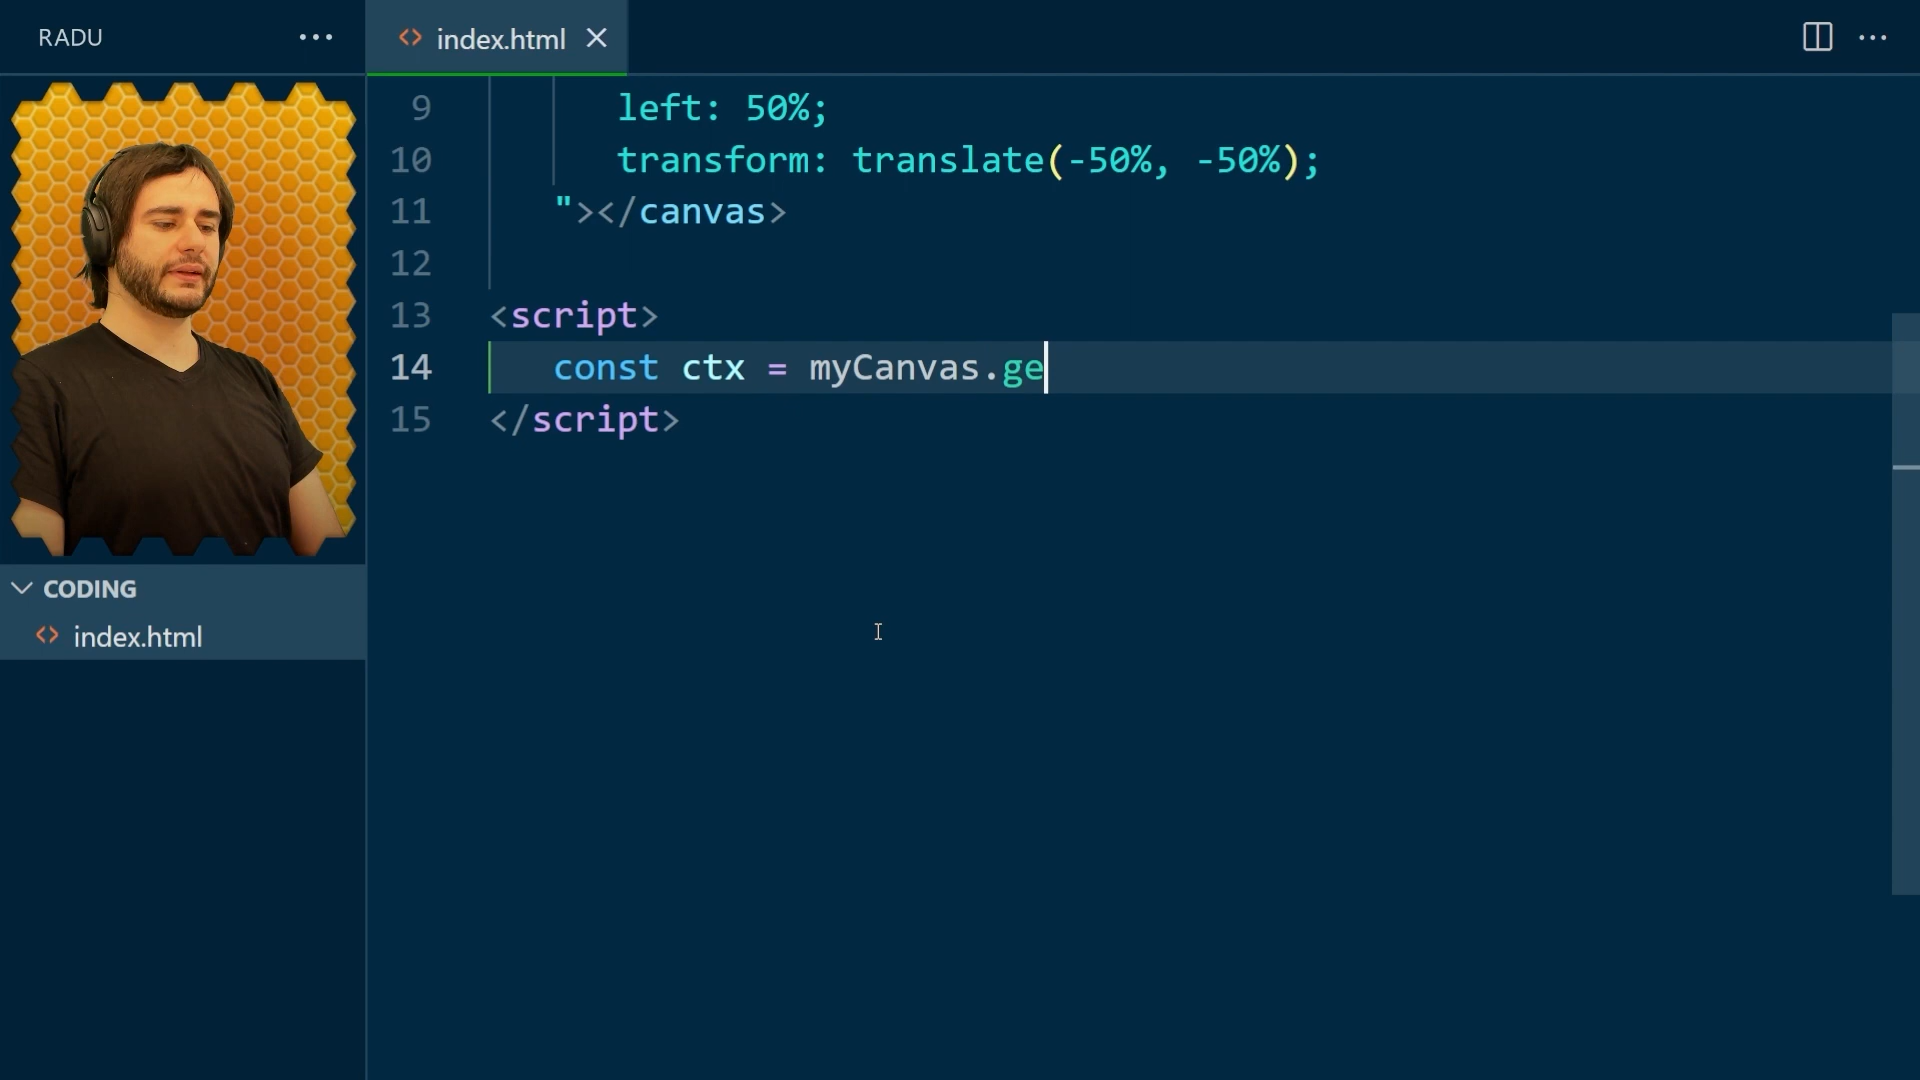 RADU
index.html
9 left: 50%;
10 transform: translate(-50%, -50%);
11 "></canvas>
12
13 <script>
14 const ctx = myCanvas.ge
15 </script>
CODING
index.html